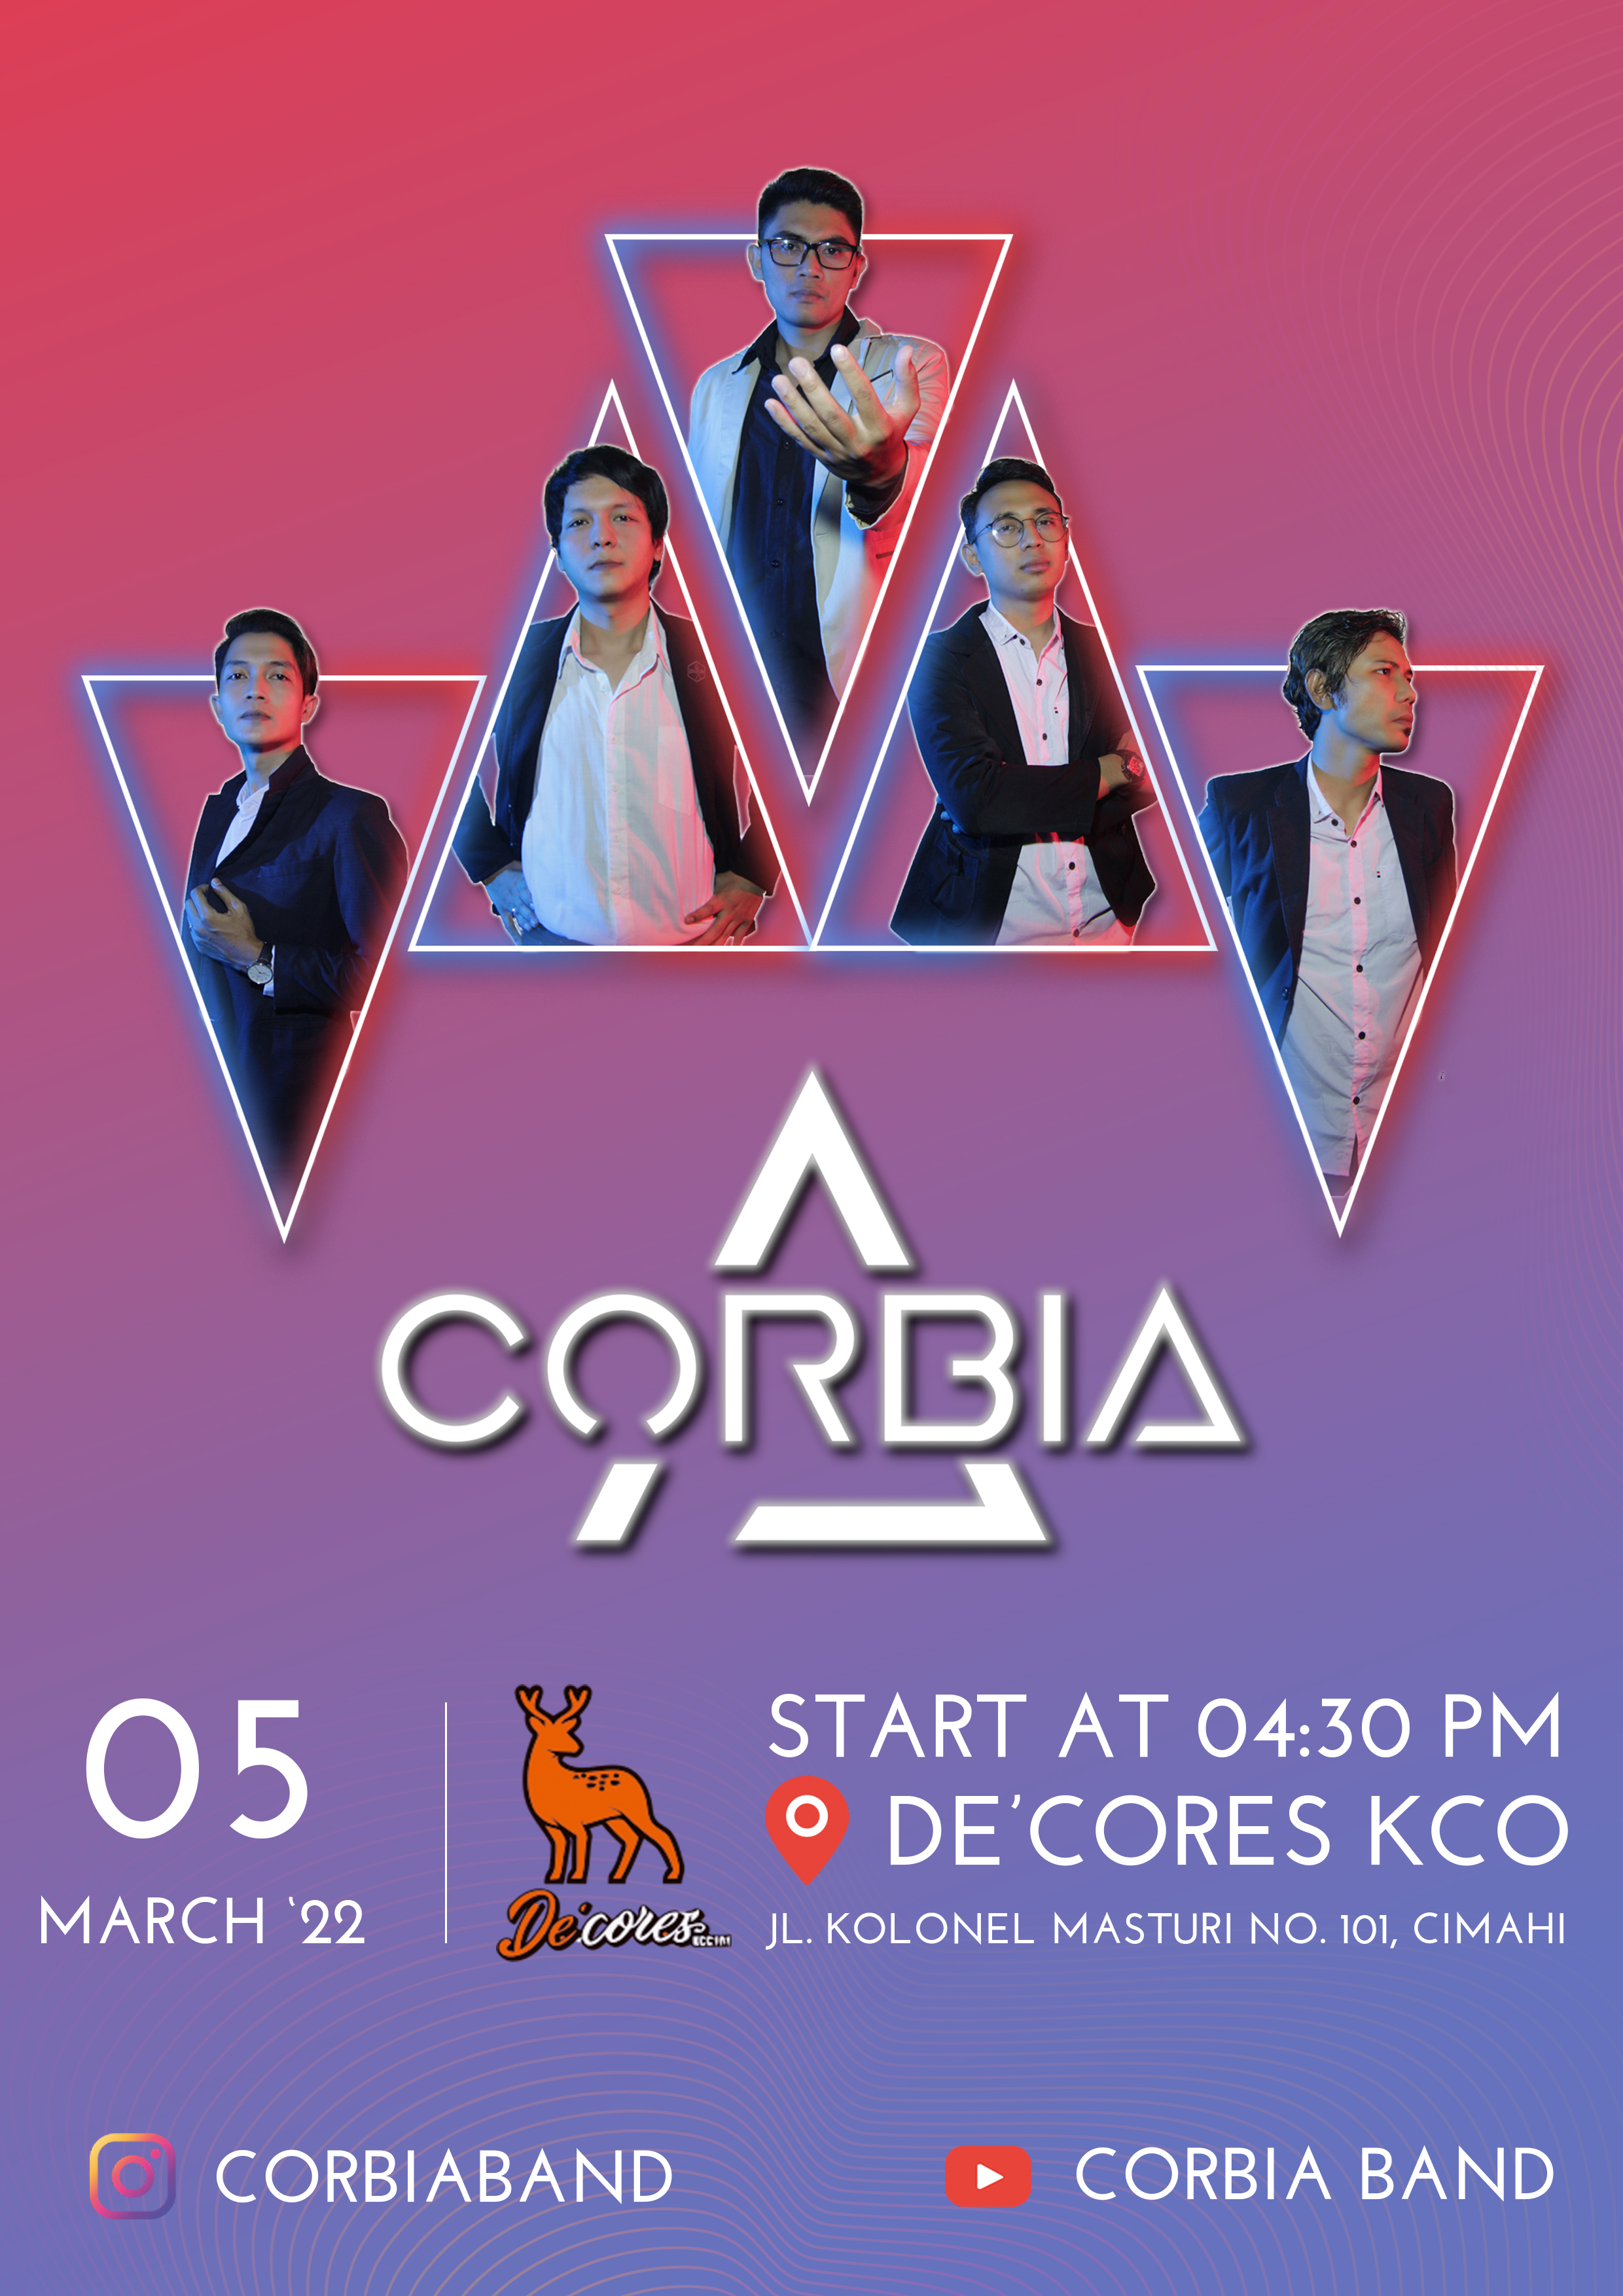 CORBIA
05
MARCH ‘22
De'cores
START AT 04:30 PM
DE’CORES KCO
JL. KOLONEL MASTURI NO. 101, CIMAHI
CORBIABAND
CORBIA BAND